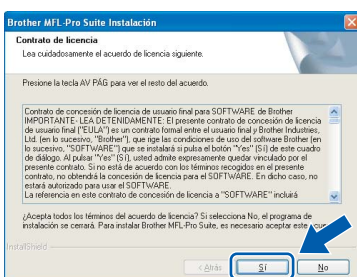 Brother MFL-Pro Suite Instalación
Contrato de licencia
Lea cuidadosamente el acuerdo de licencia siguiente.
Presione la tecla AV PÁG para ver el resto del acuerdo.
Contrato de concesión de licencia de usuario final para SOFTWARE de Brother
IMPORTANTE- LEA DETENIDAMENTE: El presente contrato de concesión de licencia
de usuario final ("EULA") es un contrato formal entre el usuario final y Brother Industries,
Ltd. (en lo sucesivo, "Brother"), que rige las condiciones de uso del software Brother (en
lo sucesivo, "SOFTWARE") que se instalará si pulsa el botón "Yes" (Sí) de este cuadro
de diálogo. Al pulsar "Yes" (Sí), usted admite expresamente quedar vinculado por el
presente contrato. Si no está de acuerdo con los términos recogidos en el presente
contrato, no obtendrá la concesión de licencia para el SOFTWARE. En dicho caso, no
estará autorizado para usar el SOFTWARE.
La referencia en este contrato de concesión de licencia a "SOFTWARE" incluirá
¿Acepta todos los términos del acuerdo de licencia? Si selecciona No, el programa de
instalación se cerrará. Para instalar Brother MFL-Pro Suite, es necesario aceptar este
InstallShield
< Atrás
Sí
No